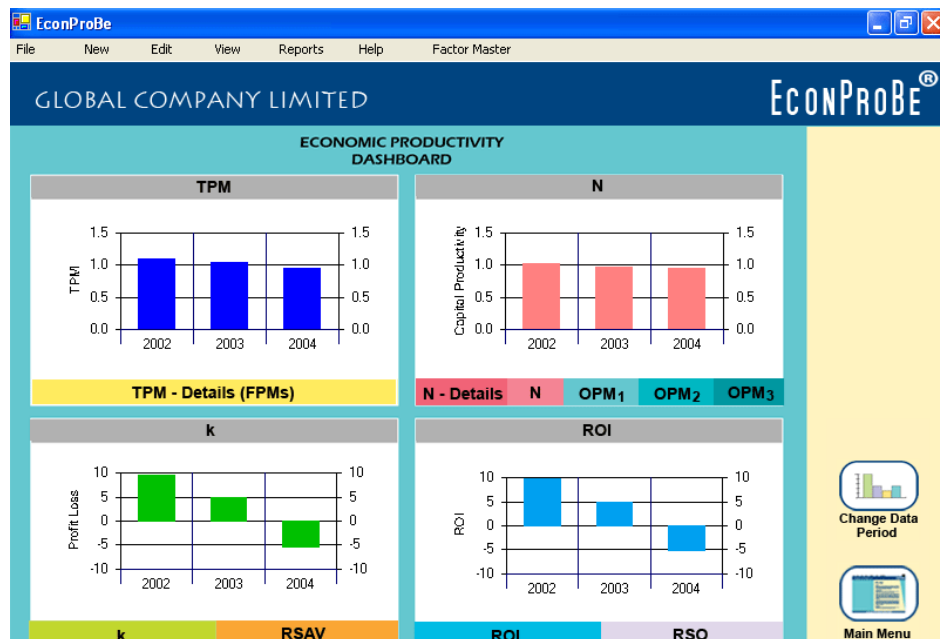 EconProBe
File New Edit View Reports Help Factor Master
GLOBAL COMPANY LIMITED
ECONPROBE®
ECONOMIC PRODUCTIVITY
DASHBOARD
TPM
1.5 1.5
1.0 1.0
0.5 0.5
0.0 0.0
TPM
2002 2003 2004
TPM - Details (FPMs)
N
1.5 1.5
1.0 1.0
0.5 0.5
0.0 0.0
Capital Productivity
2002 2003 2004
N - Details N OPM1 OPM2 OPM3
k
10 10
5 5
0 0
-5 -5
-10 -10
Profit Loss
2002 2003 2004
k RSAV
ROI
10 10
5 5
0 0
-5 -5
-10 -10
ROI
2002 2003 2004
ROI RSO
Change Data
Period
Main Menu